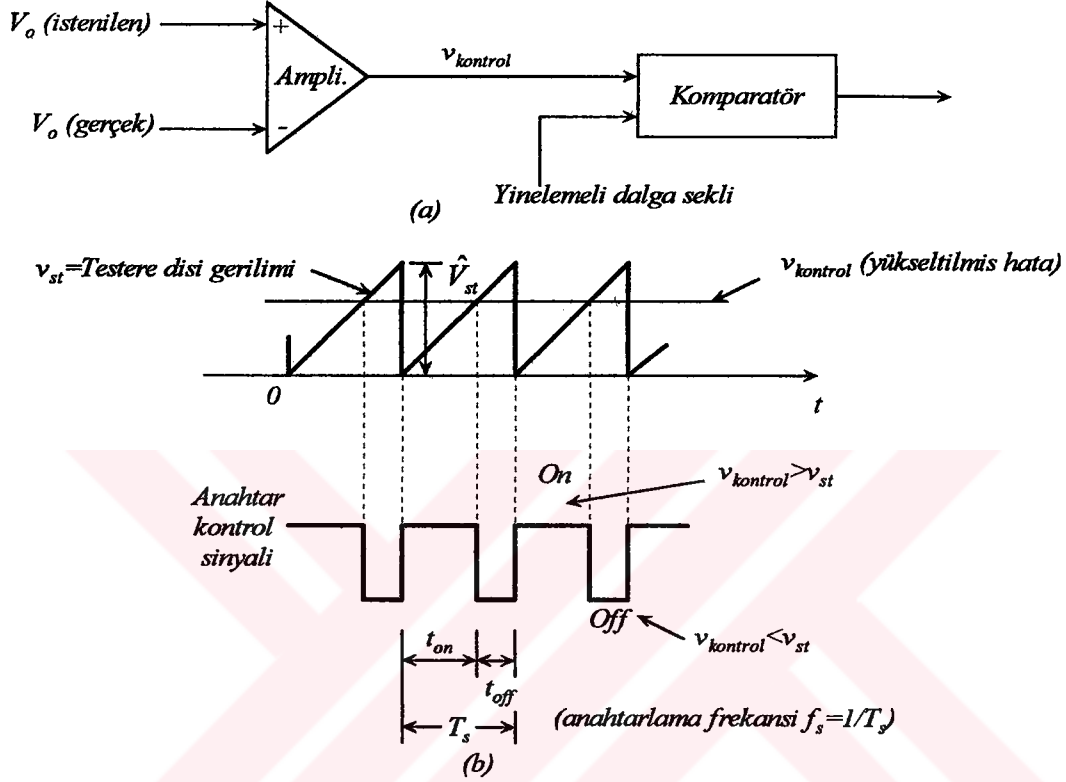 V_o (istenilen)
+
Ampli.
v_kontrol
Komparatör
V_o (gerçek)
-
Yinelemeli dalga sekli
(a)
v_st=Testere disi gerilimi
V̂_st
v_kontrol (yükseltilmis hata)
0
t
On
v_kontrol>v_st
Anahtar
kontrol
sinyali
Off
v_kontrol<v_st
t_on
t_off
T_s
(anahtarlama frekansi f_s=1/T_s)
(b)